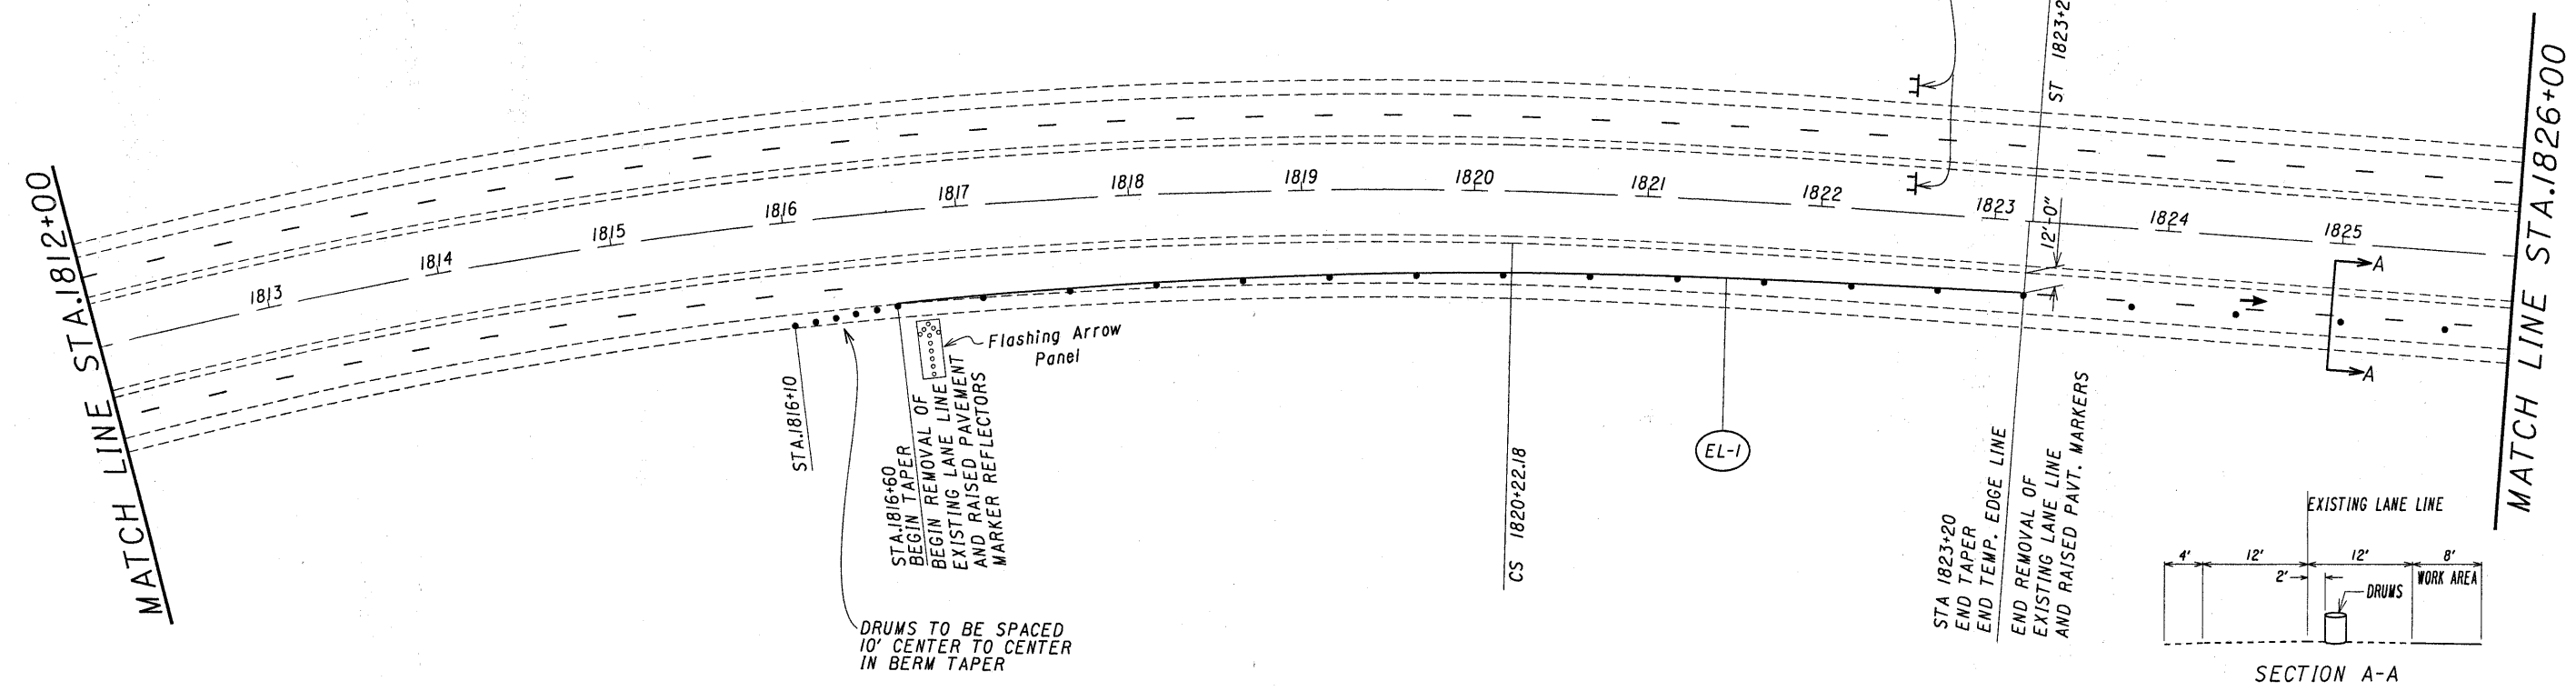 MATCH LINE STA.1812+00
1813
1814
1815
1816
1817
1818
1819
1820
1821
1822
1823
1824
1825
ST 1823+2
12'-0"
MATCH LINE STA.1826+00
Flashing Arrow
Panel
STA.1816+10
STA.1816+60
BEGIN TAPER
BEGIN REMOVAL OF
EXISTING LANE LINE
AND RAISED PAVEMENT
MARKER REFLECTORS
DRUMS TO BE SPACED
10' CENTER TO CENTER
IN BERM TAPER
CS 1820+22.18
EL-1
STA 1823+20
END TAPER
END TEMP. EDGE LINE
END REMOVAL OF
EXISTING LANE LINE
AND RAISED PAVT. MARKERS
A
A
EXISTING LANE LINE
4' 12' 12' 8'
2' WORK AREA
DRUMS
SECTION A-A